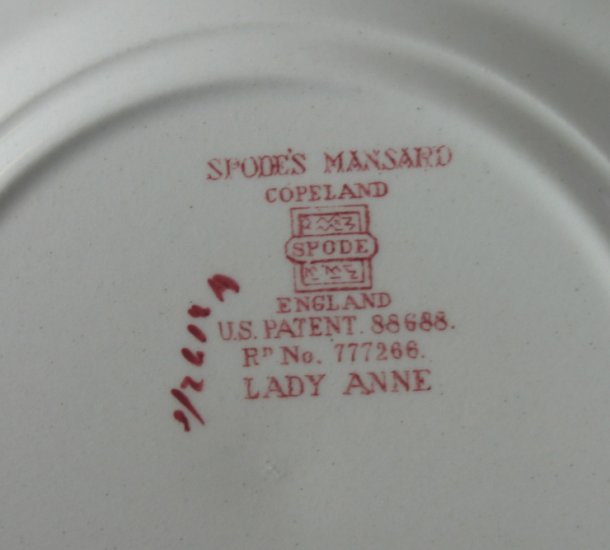 SPODE'S MANSARD
COPELAND
SPODE
ENGLAND
U.S. PATENT. 88688.
RD No. 777266.
LADY ANNE